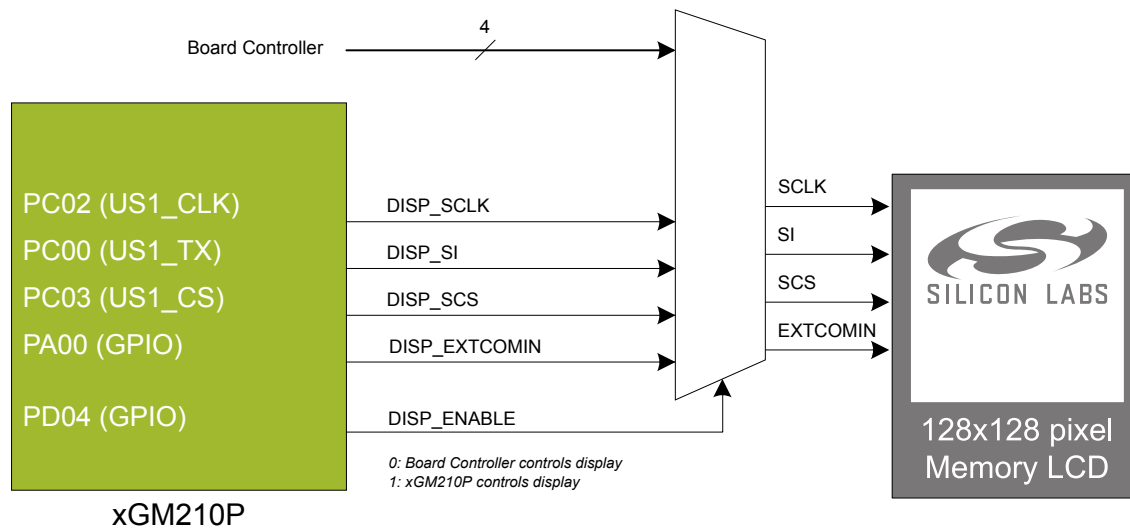 4
Board Controller
PC02 (US1_CLK)
PC00 (US1_TX)
PC03 (US1_CS)
PA00 (GPIO)
PD04 (GPIO)
xGM210P
DISP_SCLK
DISP_SI
DISP_SCS
DISP_EXTCOMIN
DISP_ENABLE
0: Board Controller controls display
1: xGM210P controls display
SCLK
SI
SCS
EXTCOMIN
SILICON LABS
128x128 pixel
Memory LCD